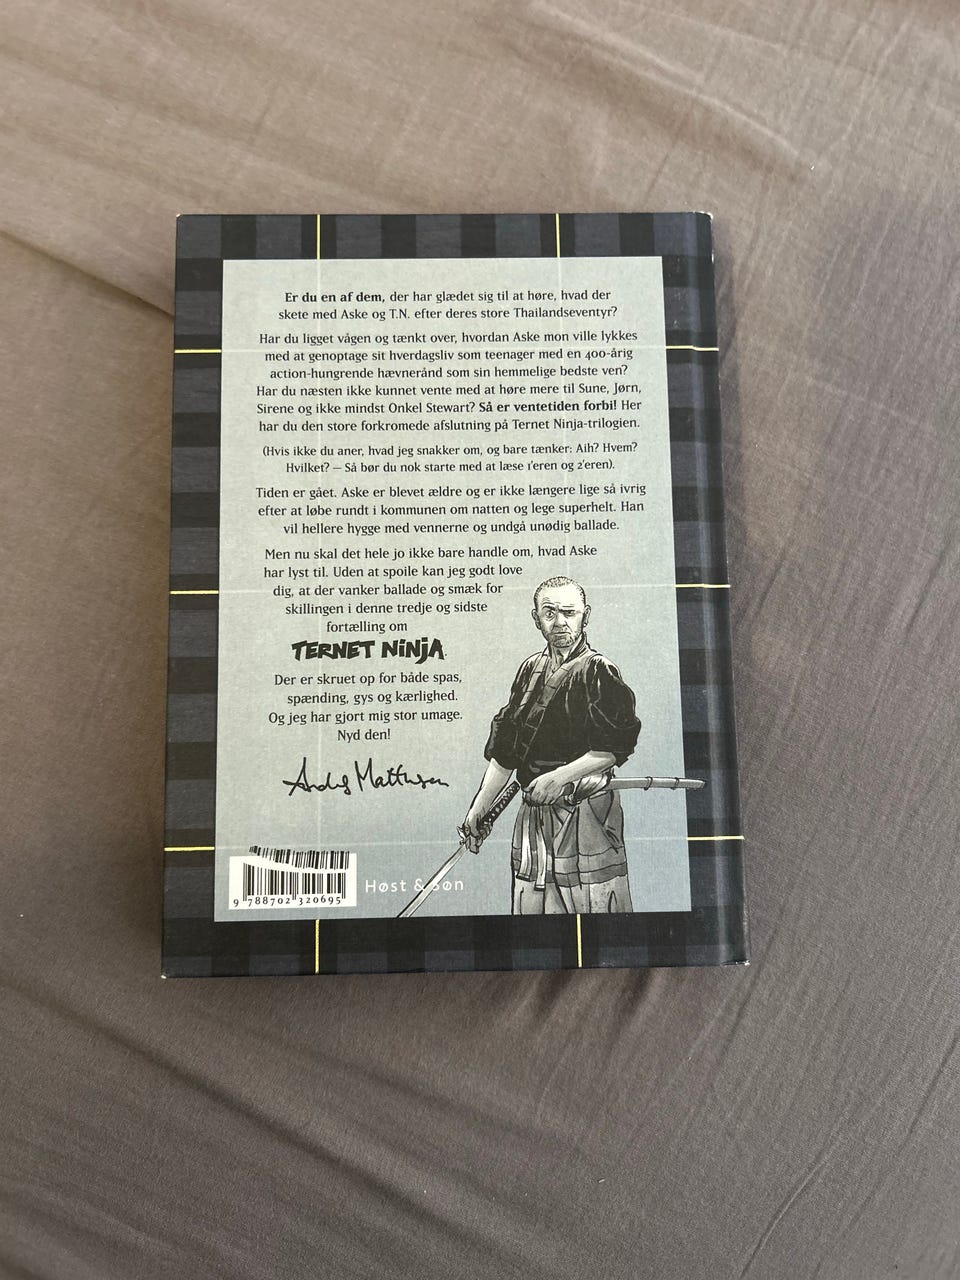 Er du en af dem, der har glædet sig til at høre, hvad der
skete med Aske og T.N. efter deres store Thailandseventyr?
Har du ligget vågen og tænkt over, hvordan Aske mon ville lykkes
med at genoptage sit hverdagsliv som teenager med en 400-årig
action-hungrende hævnerånd som sin hemmelige bedste ven?
Har du næsten ikke kunnet vente med at høre mere til Sune, Jørn,
Sirene og ikke mindst Onkel Stewart? Så er ventetiden forbi! Her
har du den store forkromede afslutning på Ternet Ninja-trilogien.
(Hvis ikke du aner, hvad jeg snakker om, og bare tænker: Aih? Hvem?
Hvilket? – Så bør du nok starte med at læse 1'eren og 2'eren).
Tiden er gået. Aske er blevet ældre og er ikke længere lige så ivrig
efter at løbe rundt i kommunen om natten og lege superhelt. Han
vil hellere hygge med vennerne og undgå unødig ballade.
Men nu skal det hele jo ikke bare handle om, hvad Aske
har lyst til. Uden at spoile kan jeg godt love
dig, at der vanker ballade og smæk for
skillingen i denne tredje og sidste
fortælling om
TERNET NINJA
Der er skruet op for både spas,
spænding, gys og kærlighed.
Og jeg har gjort mig stor umage.
Nyd den!
Anders Matthesen
Høst & Søn
9 788702 320695